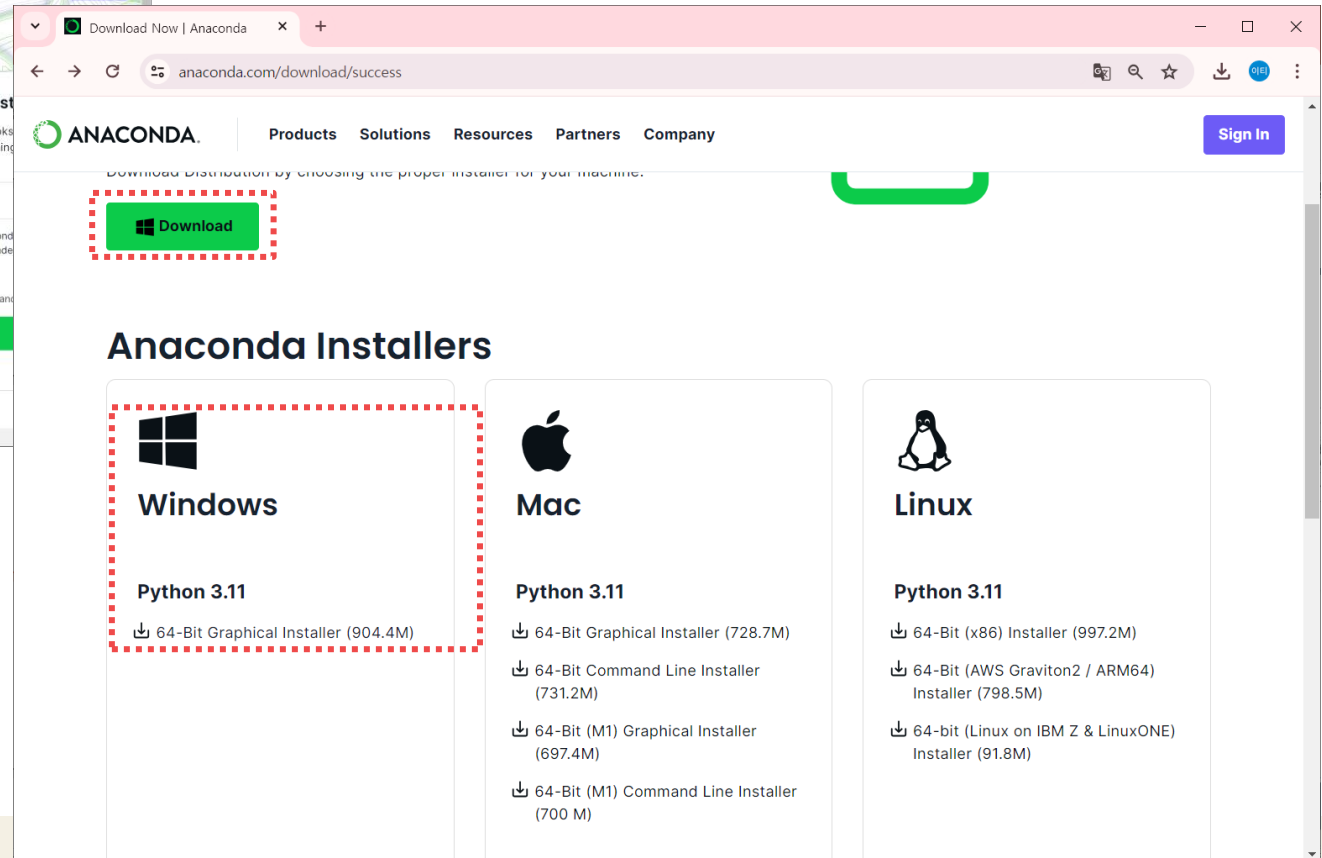 Download Now | Anaconda
anaconda.com/download/success
이티
ANACONDA.
Products Solutions Resources Partners Company
Sign In
Download Distribution by choosing the proper installer for your machine.
Download
Anaconda Installers
Windows
Python 3.11
64-Bit Graphical Installer (904.4M)
Mac
Python 3.11
64-Bit Graphical Installer (728.7M)
64-Bit Command Line Installer
(731.2M)
64-Bit (M1) Graphical Installer
(697.4M)
64-Bit (M1) Command Line Installer
(700 M)
Linux
Python 3.11
64-Bit (x86) Installer (997.2M)
64-Bit (AWS Graviton2 / ARM64)
Installer (798.5M)
64-bit (Linux on IBM Z & LinuxONE)
Installer (91.8M)